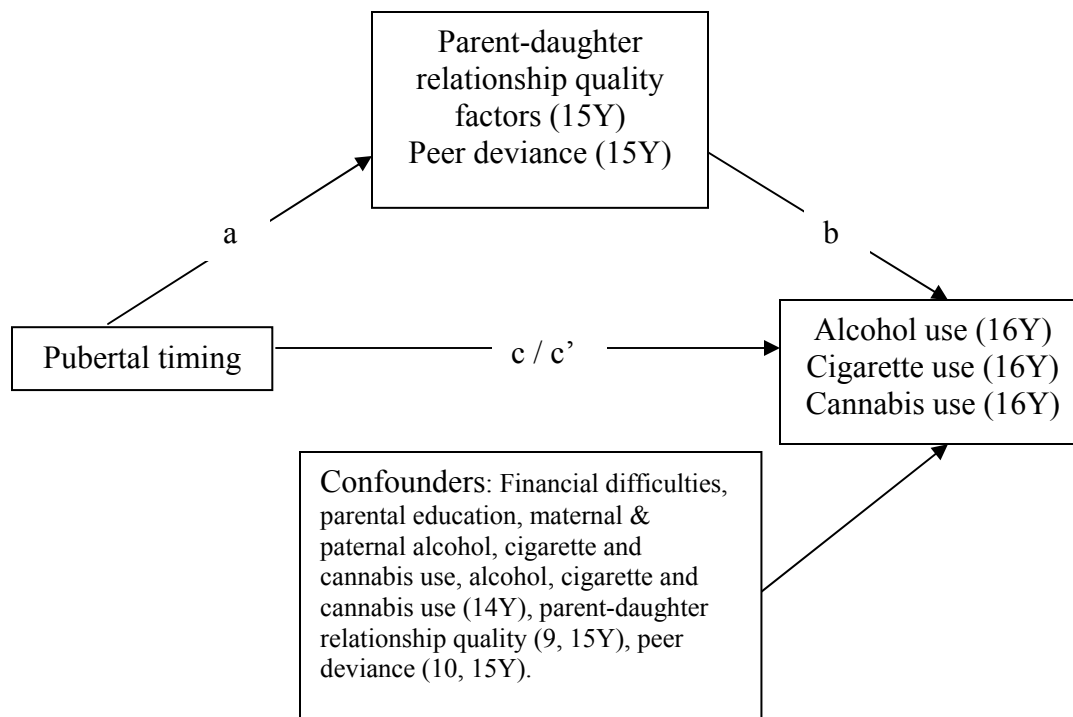 Parent-daughter
relationship quality
factors (15Y)
Peer deviance (15Y)
a
b
Pubertal timing
c / c’
Alcohol use (16Y)
Cigarette use (16Y)
Cannabis use (16Y)
Confounders: Financial difficulties,
parental education, maternal &
paternal alcohol, cigarette and
cannabis use, alcohol, cigarette and
cannabis use (14Y), parent-daughter
relationship quality (9, 15Y), peer
deviance (10, 15Y).